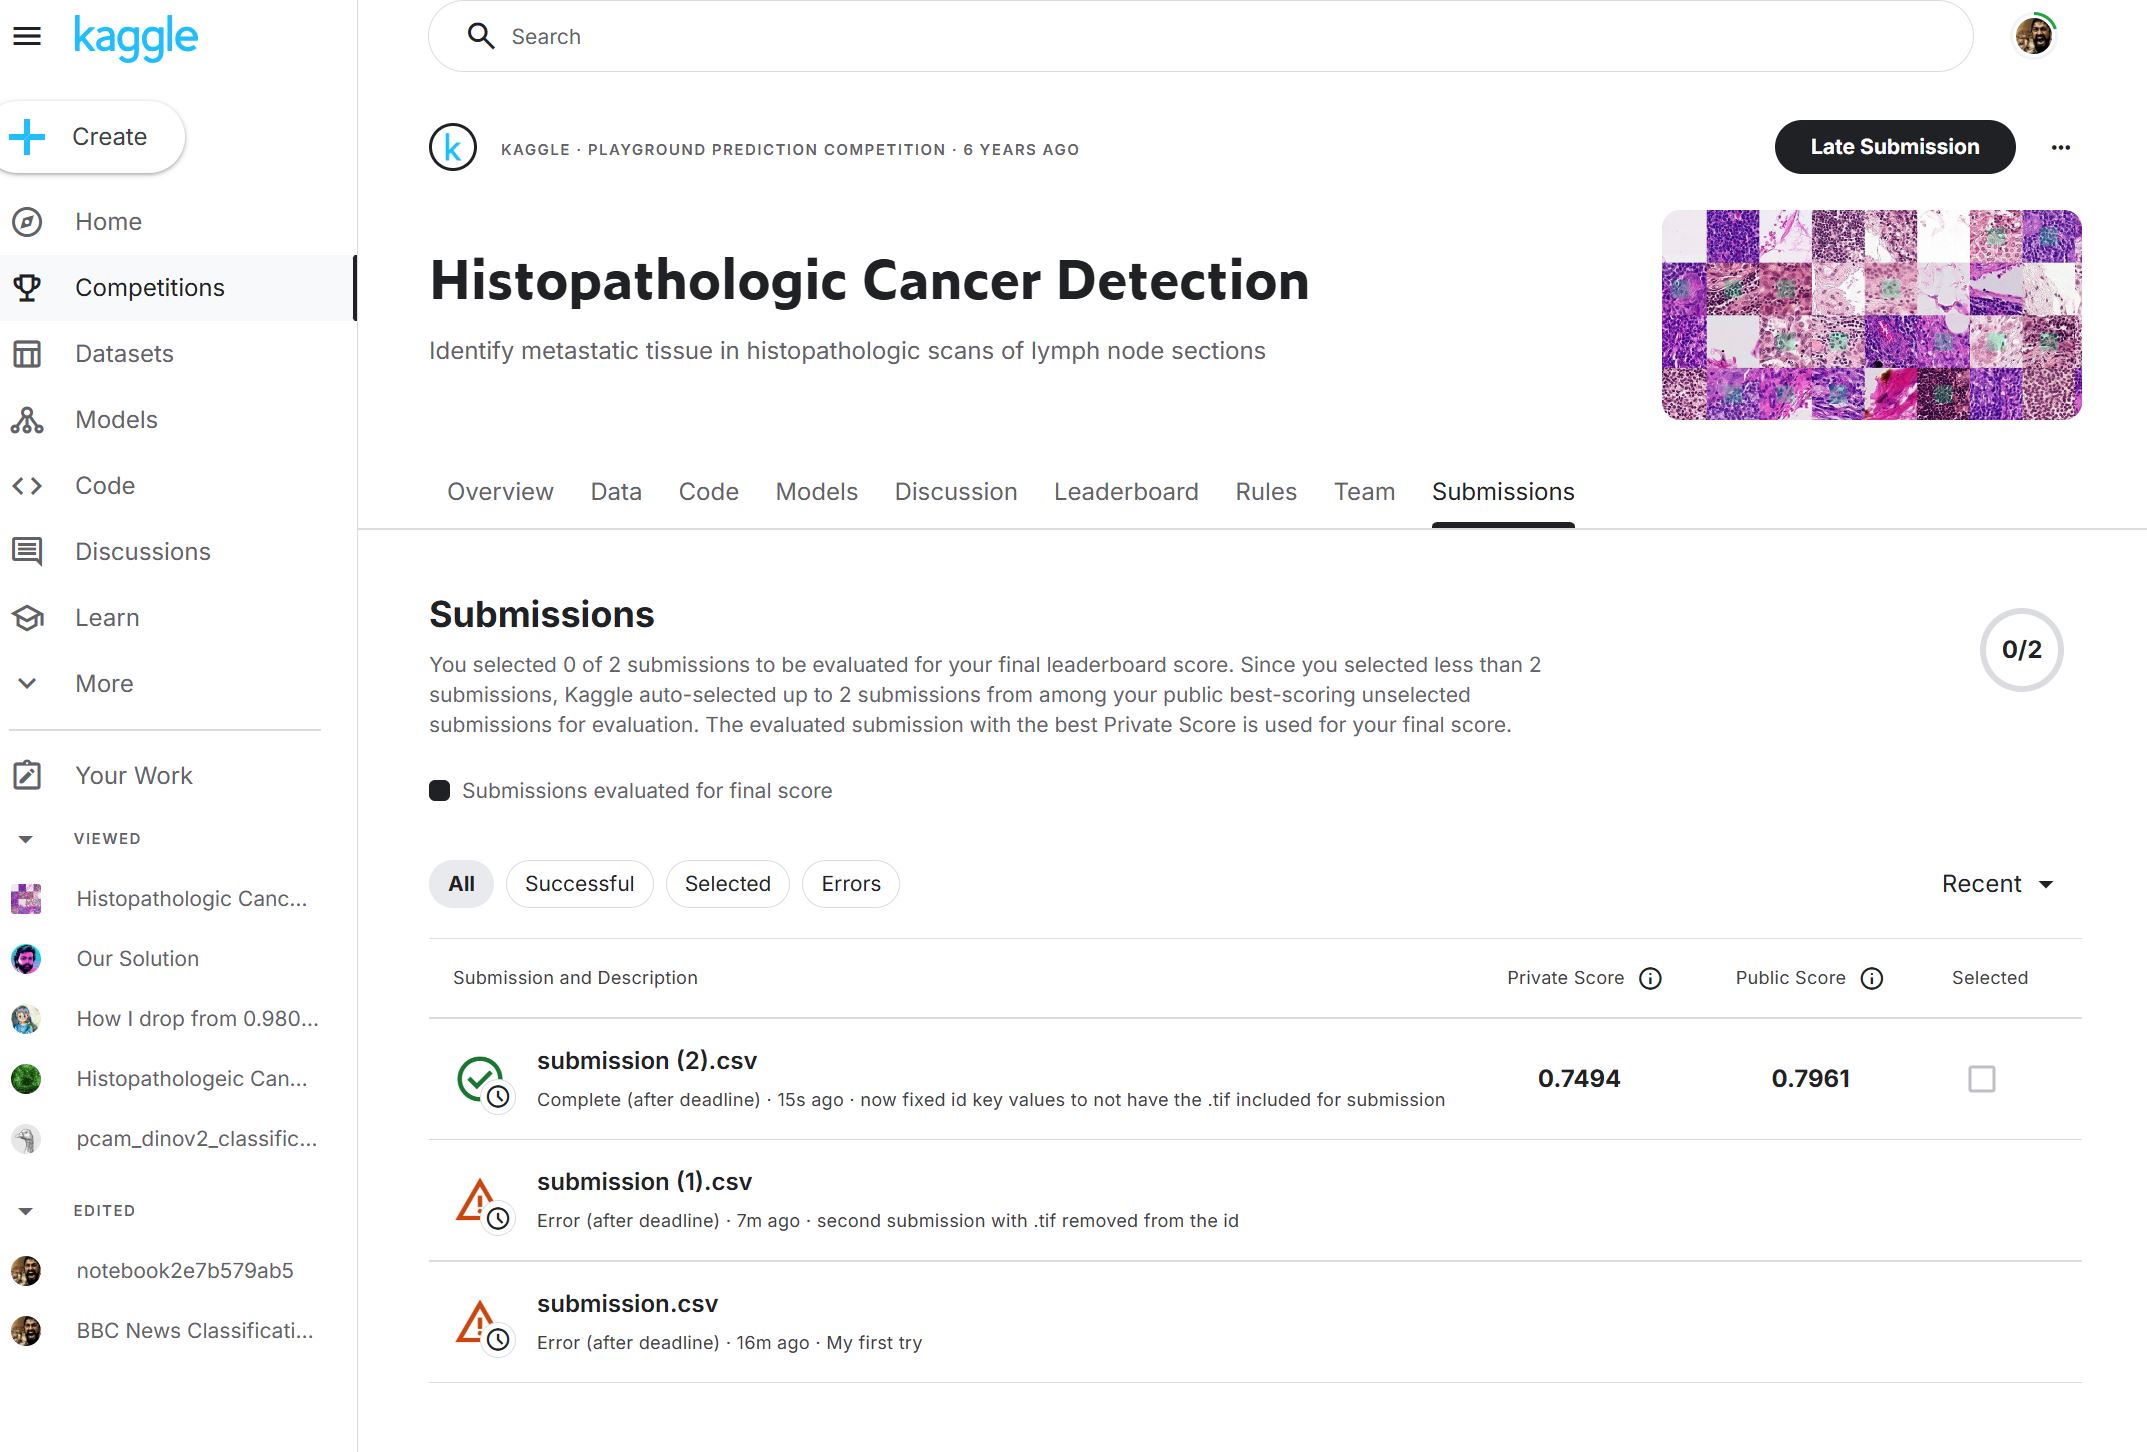 kaggle
Search
Create
Home
Competitions
Datasets
Models
Code
Discussions
Learn
More
Your Work
VIEWED
Histopathologic Canc...
Our Solution
How I drop from 0.980...
Histopathologeic Can...
pcam_dinov2_classific...
EDITED
notebook2e7b579ab5
BBC News Classificati...
k
KAGGLE · PLAYGROUND PREDICTION COMPETITION · 6 YEARS AGO
Late Submission
Histopathologic Cancer Detection
Identify metastatic tissue in histopathologic scans of lymph node sections
Overview Data Code Models Discussion Leaderboard Rules Team Submissions
Submissions
0/2
You selected 0 of 2 submissions to be evaluated for your final leaderboard score. Since you selected less than 2
submissions, Kaggle auto-selected up to 2 submissions from among your public best-scoring unselected
submissions for evaluation. The evaluated submission with the best Private Score is used for your final score.
Submissions evaluated for final score
All Successful Selected Errors Recent
Submission and Description Private Score Public Score Selected
submission (2).csv
Complete (after deadline) · 15s ago · now fixed id key values to not have the .tif included for submission
0.7494 0.7961
submission (1).csv
Error (after deadline) · 7m ago · second submission with .tif removed from the id
submission.csv
Error (after deadline) · 16m ago · My first try